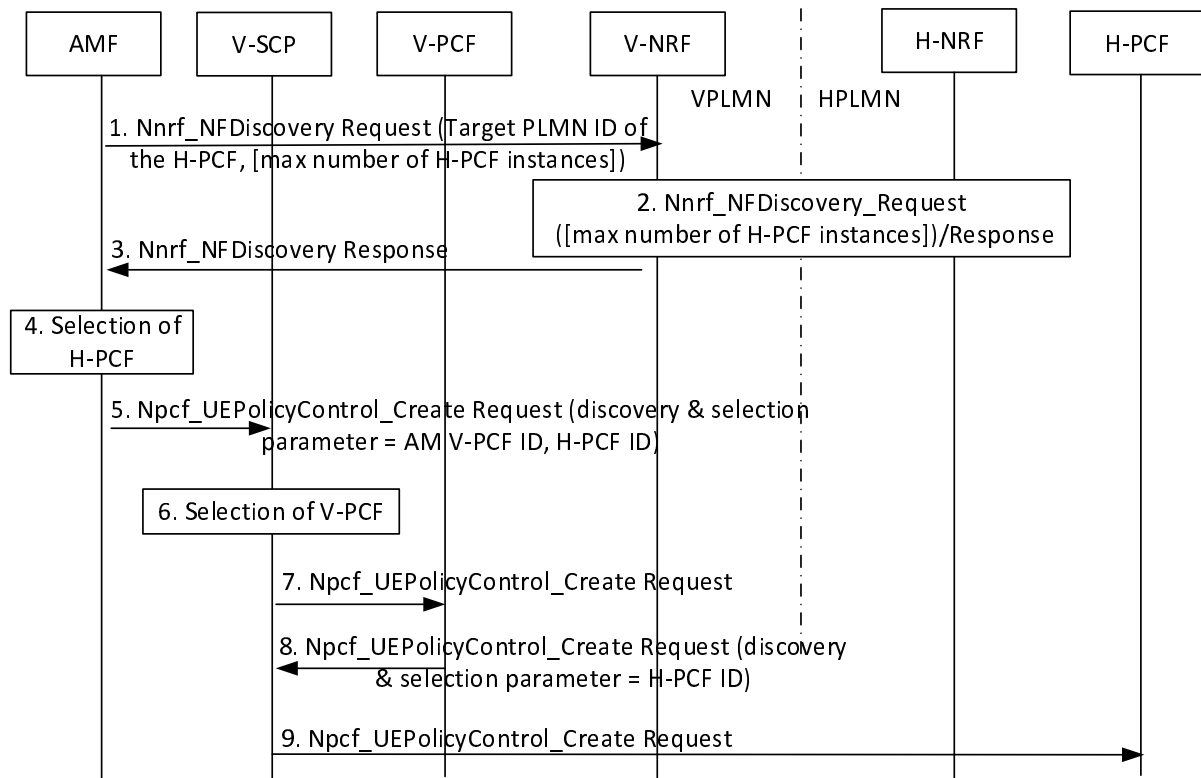 AMF
V-SCP
V-PCF
V-NRF
H-NRF
H-PCF
VPLMN
HPLMN
1. Nnrf_NFDiscovery Request (Target PLMN ID of
the H-PCF, [max number of H-PCF instances])
2. Nnrf_NFDiscovery_Request
([max number of H-PCF instances])/Response
3. Nnrf_NFDiscovery Response
4. Selection of
H-PCF
5. Npcf_UEPolicyControl_Create Request (discovery & selection
parameter = AM V-PCF ID, H-PCF ID)
6. Selection of V-PCF
7. Npcf_UEPolicyControl_Create Request
8. Npcf_UEPolicyControl_Create Request (discovery
& selection parameter = H-PCF ID)
9. Npcf_UEPolicyControl_Create Request